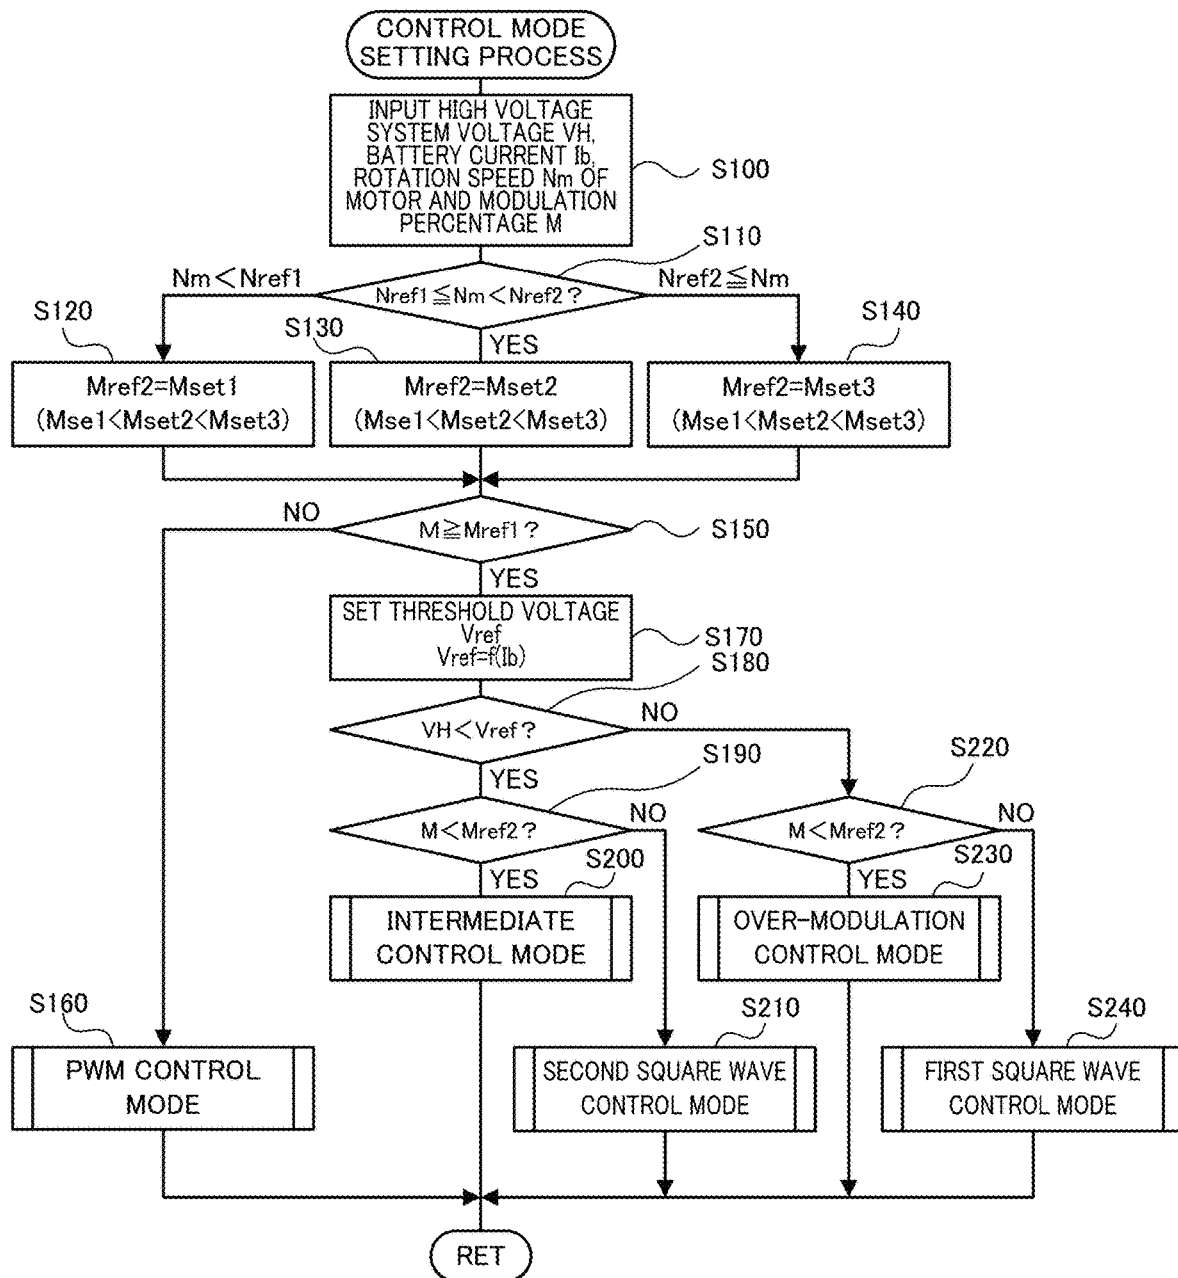 CONTROL MODE
SETTING PROCESS
INPUT HIGH VOLTAGE
SYSTEM VOLTAGE VH,
BATTERY CURRENT Ib,
ROTATION SPEED Nm OF
MOTOR AND MODULATION
PERCENTAGE M
S100
S110
Nm<Nref1
Nref1≦Nm<Nref2?
Nref2≦Nm
S120
S130
YES
S140
Mref2=Mset1
(Mse1<Mset2<Mset3)
Mref2=Mset2
(Mse1<Mset2<Mset3)
Mref2=Mset3
(Mse1<Mset2<Mset3)
NO
M≧Mref1?
S150
YES
SET THRESHOLD VOLTAGE
Vref
Vref=f(Ib)
S170
S180
VH<Vref?
NO
YES
S190
S220
M<Mref2?
NO
M<Mref2?
NO
YES
S200
YES
S230
INTERMEDIATE
CONTROL MODE
OVER-MODULATION
CONTROL MODE
S160
S210
S240
PWM CONTROL
MODE
SECOND SQUARE WAVE
CONTROL MODE
FIRST SQUARE WAVE
CONTROL MODE
RET